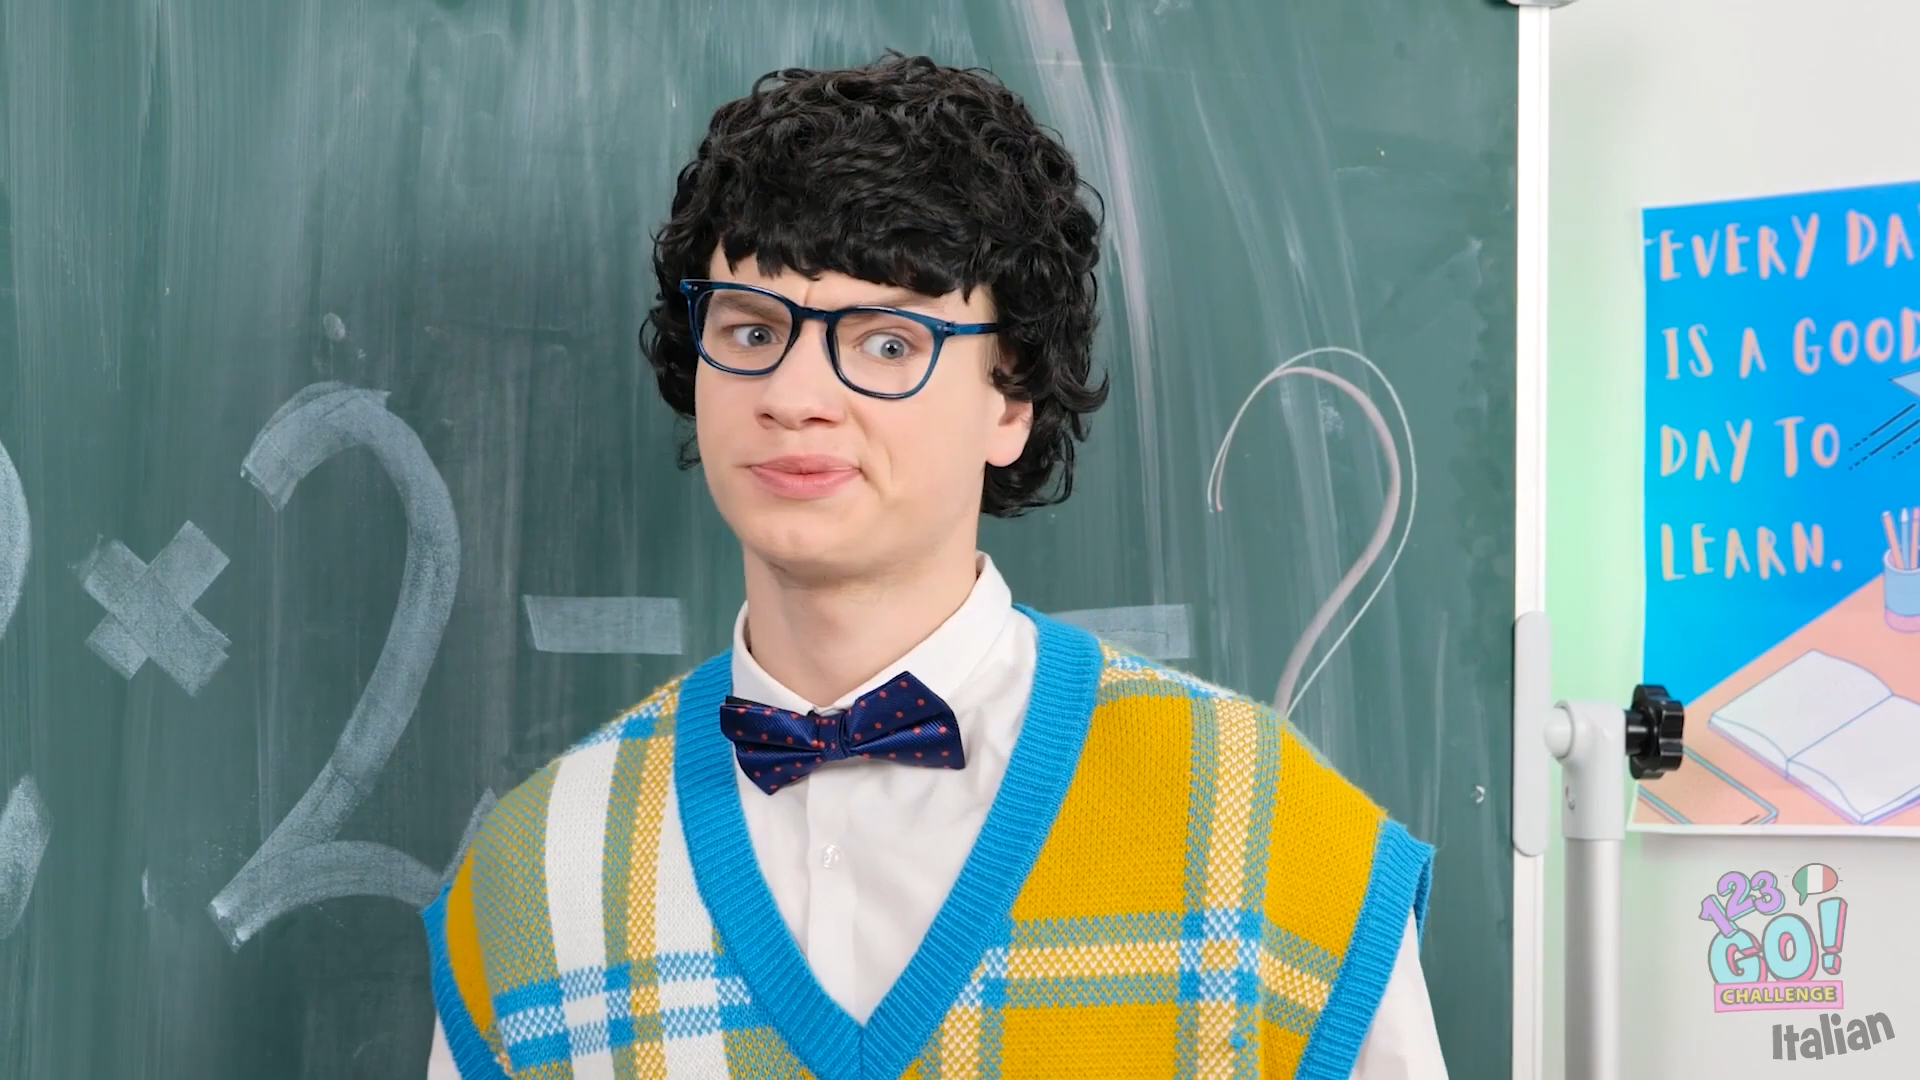 × 2 =
?
EVERY DA
IS A GOOD
DAY TO
LEARN.
123
GO!
CHALLENGE
Italian